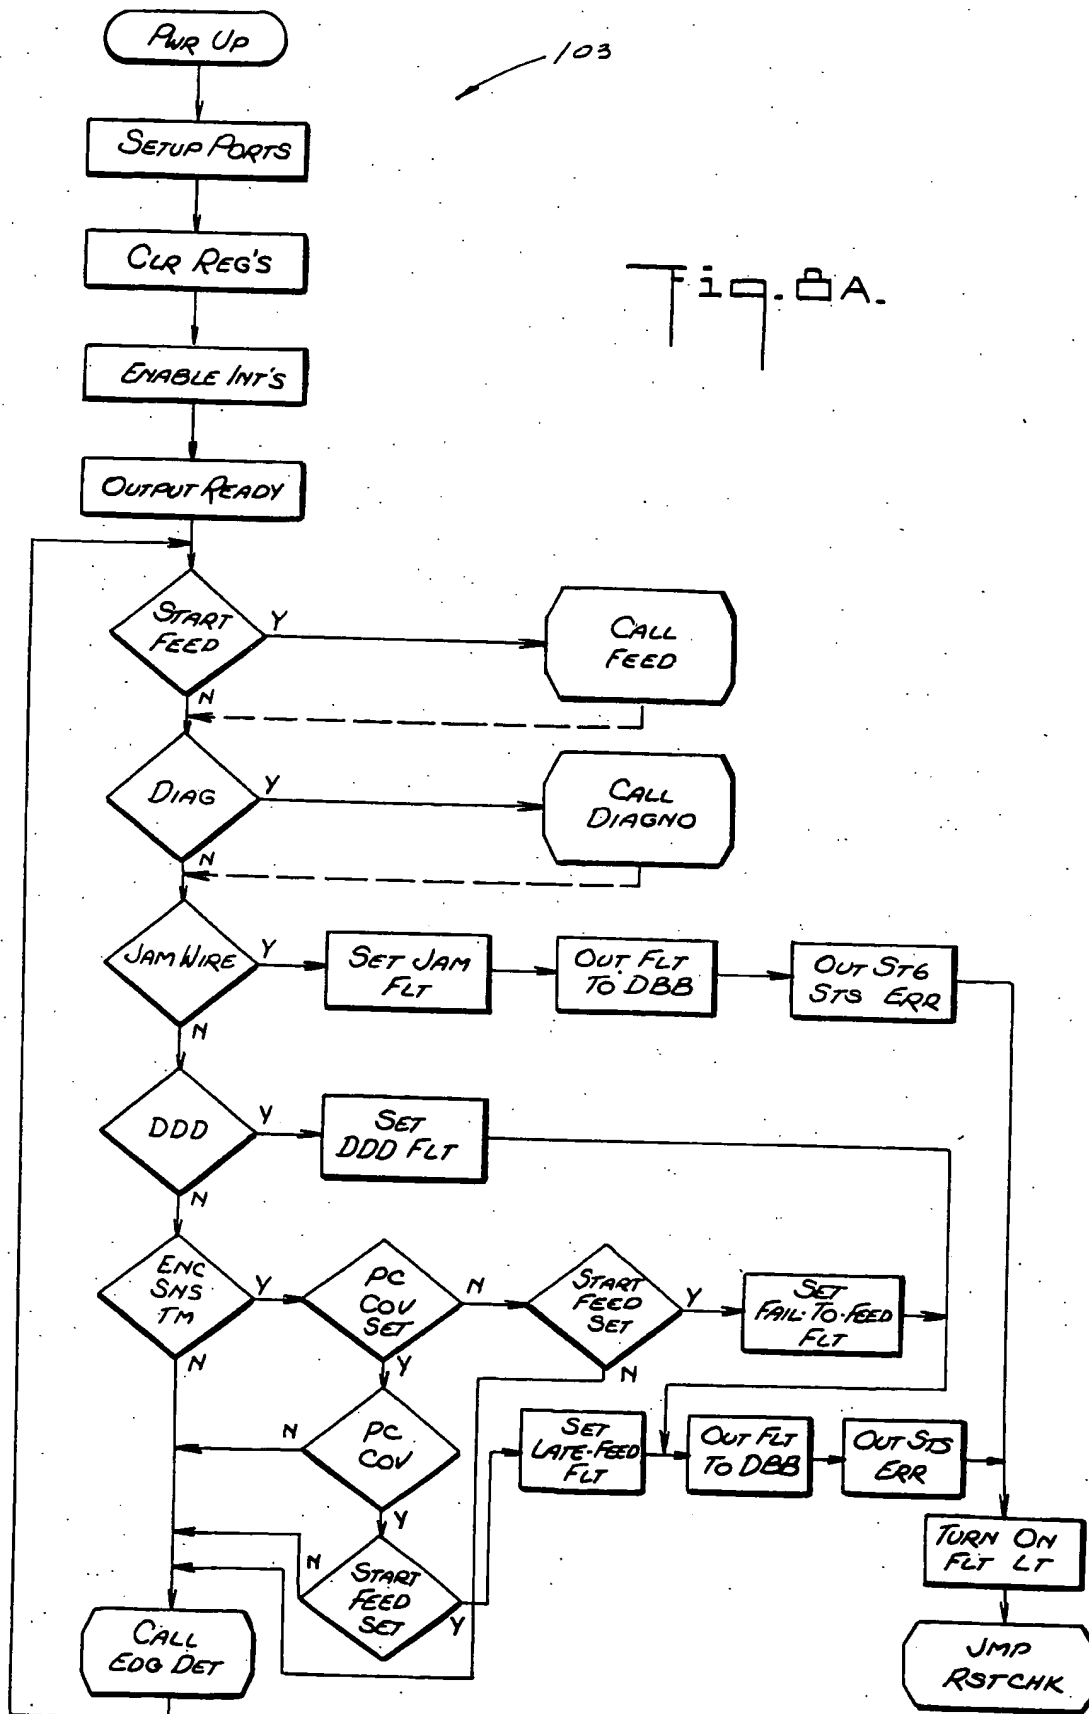 PWR UP
103
SETUP PORTS
CLR REG'S
Fig. 8A.
ENABLE INT'S
OUTPUT READY
START
FEED
Y
N
CALL
FEED
DIAG
Y
N
CALL
DIAGNO
JAM WIRE
Y
N
SET JAM
FLT
OUT FLT
TO DBB
OUT STG
STS ERR
DDD
Y
N
SET
DDD FLT
ENC
SNS
TM
Y
N
PC
COV
SET
N
Y
START
FEED
SET
Y
N
SET
FAIL-TO-FEED
FLT
PC
COV
N
Y
SET
LATE-FEED
FLT
OUT FLT
TO DBB
OUT STS
ERR
START
FEED
SET
N
Y
TURN ON
FLT LT
CALL
EDG DET
JMP
RSTCHK